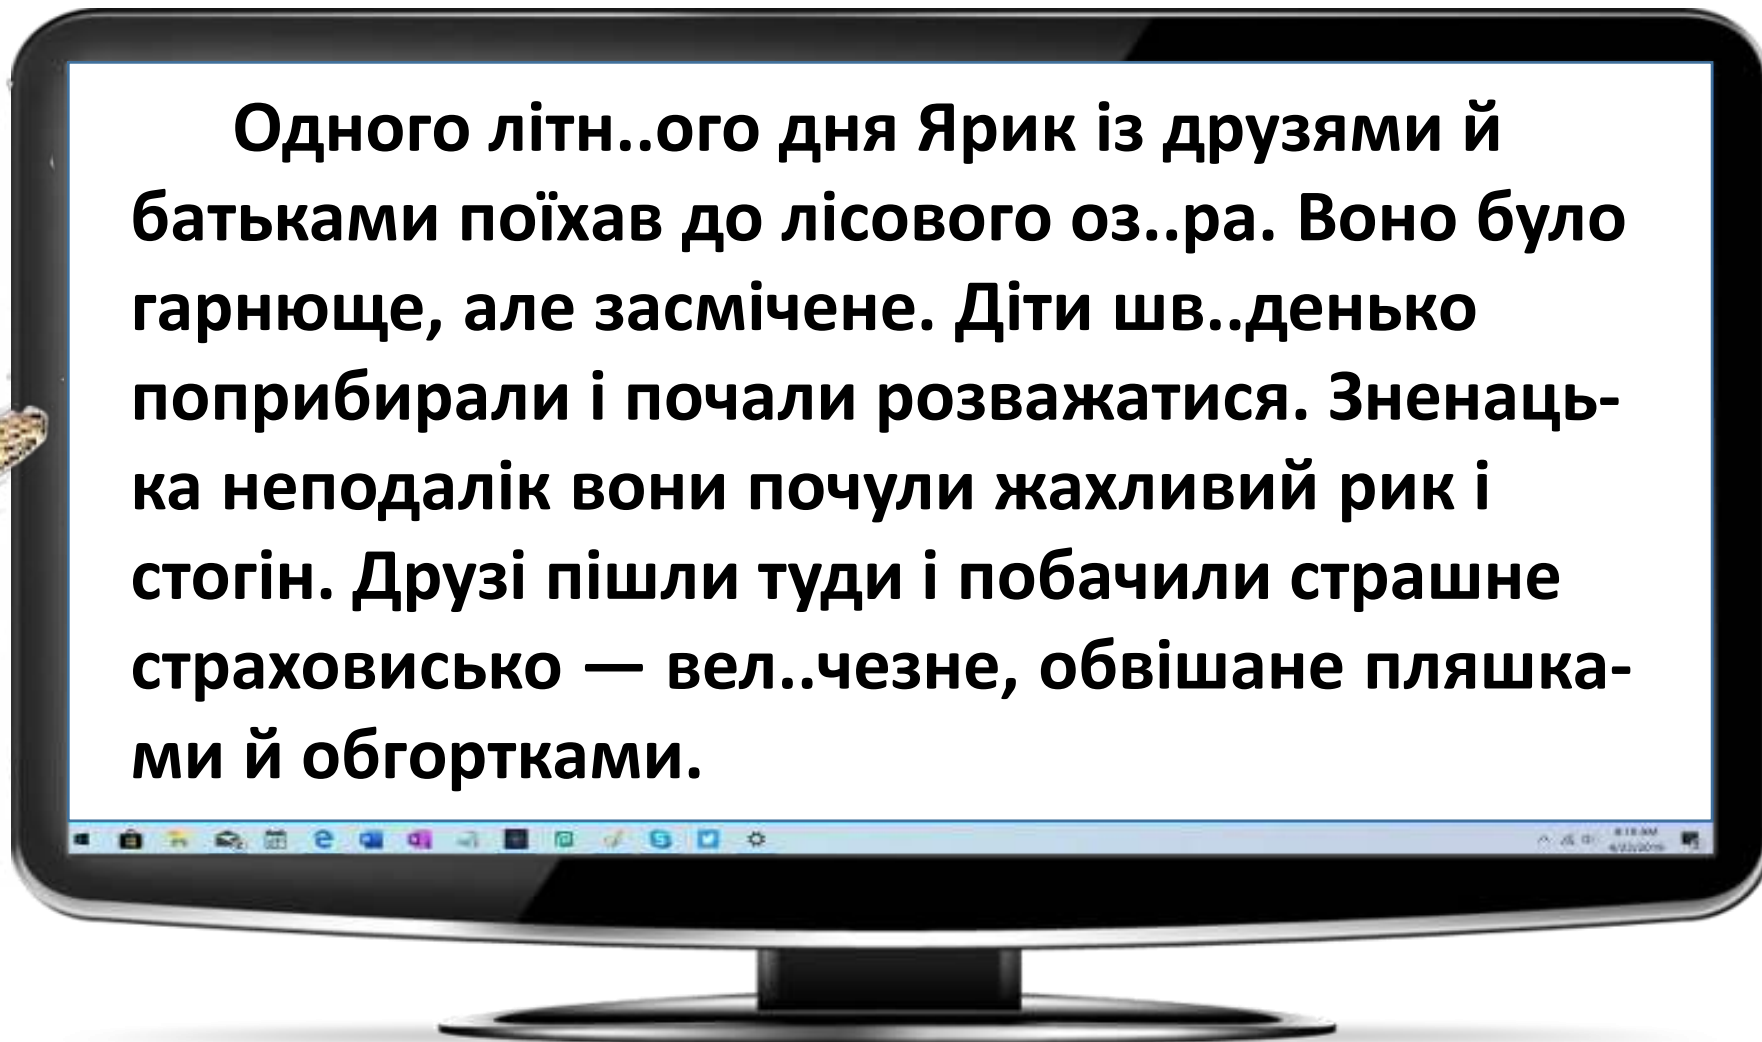 Одного літн..ого дня Ярик із друзями й
батьками поїхав до лісового оз..ра. Воно було
гарнюще, але засмічене. Діти шв..денько
поприбирали і почали розважатися. Зненаць-
ка неподалік вони почули жахливий рик і
стогін. Друзі пішли туди і побачили страшне
страховисько — вел..чезне, обвішане пляшка-
ми й обгортками.